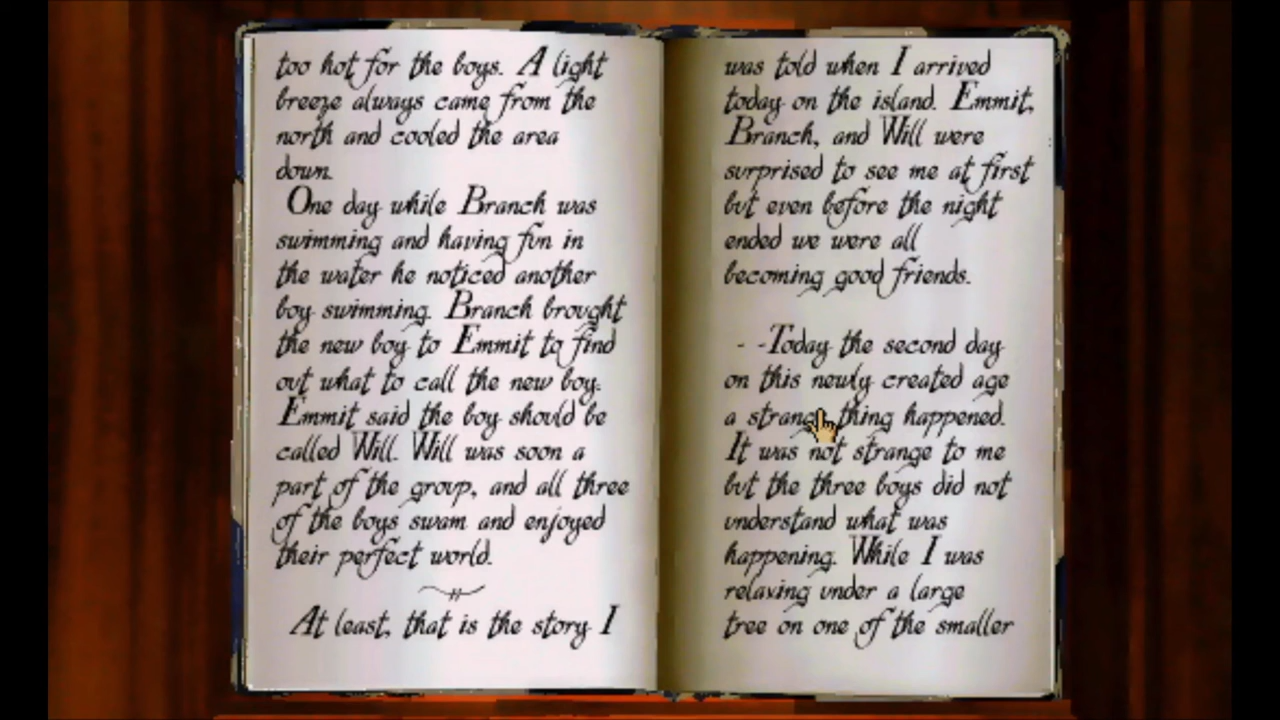 too hot for the boys. A light
breeze always came from the
north and cooled the area
down.
One day while Branch was
swimming and having fun in
the water he noticed another
boy swimming. Branch brought
the new boy to Emmit to find
out what to call the new boy.
Emmit said the boy should be
called Will. Will was soon a
part of the group, and all three
of the boys swam and enjoyed
their perfect world.
At least, that is the story I
was told when I arrived
today on the island. Emmit,
Branch, and Will were
surprised to see me at first
but even before the night
ended we were all
becoming good friends.
- -Today the second day
on this newly created age
a strange thing happened.
It was not strange to me
but the three boys did not
understand what was
happening. While I was
relaxing under a large
tree on one of the smaller